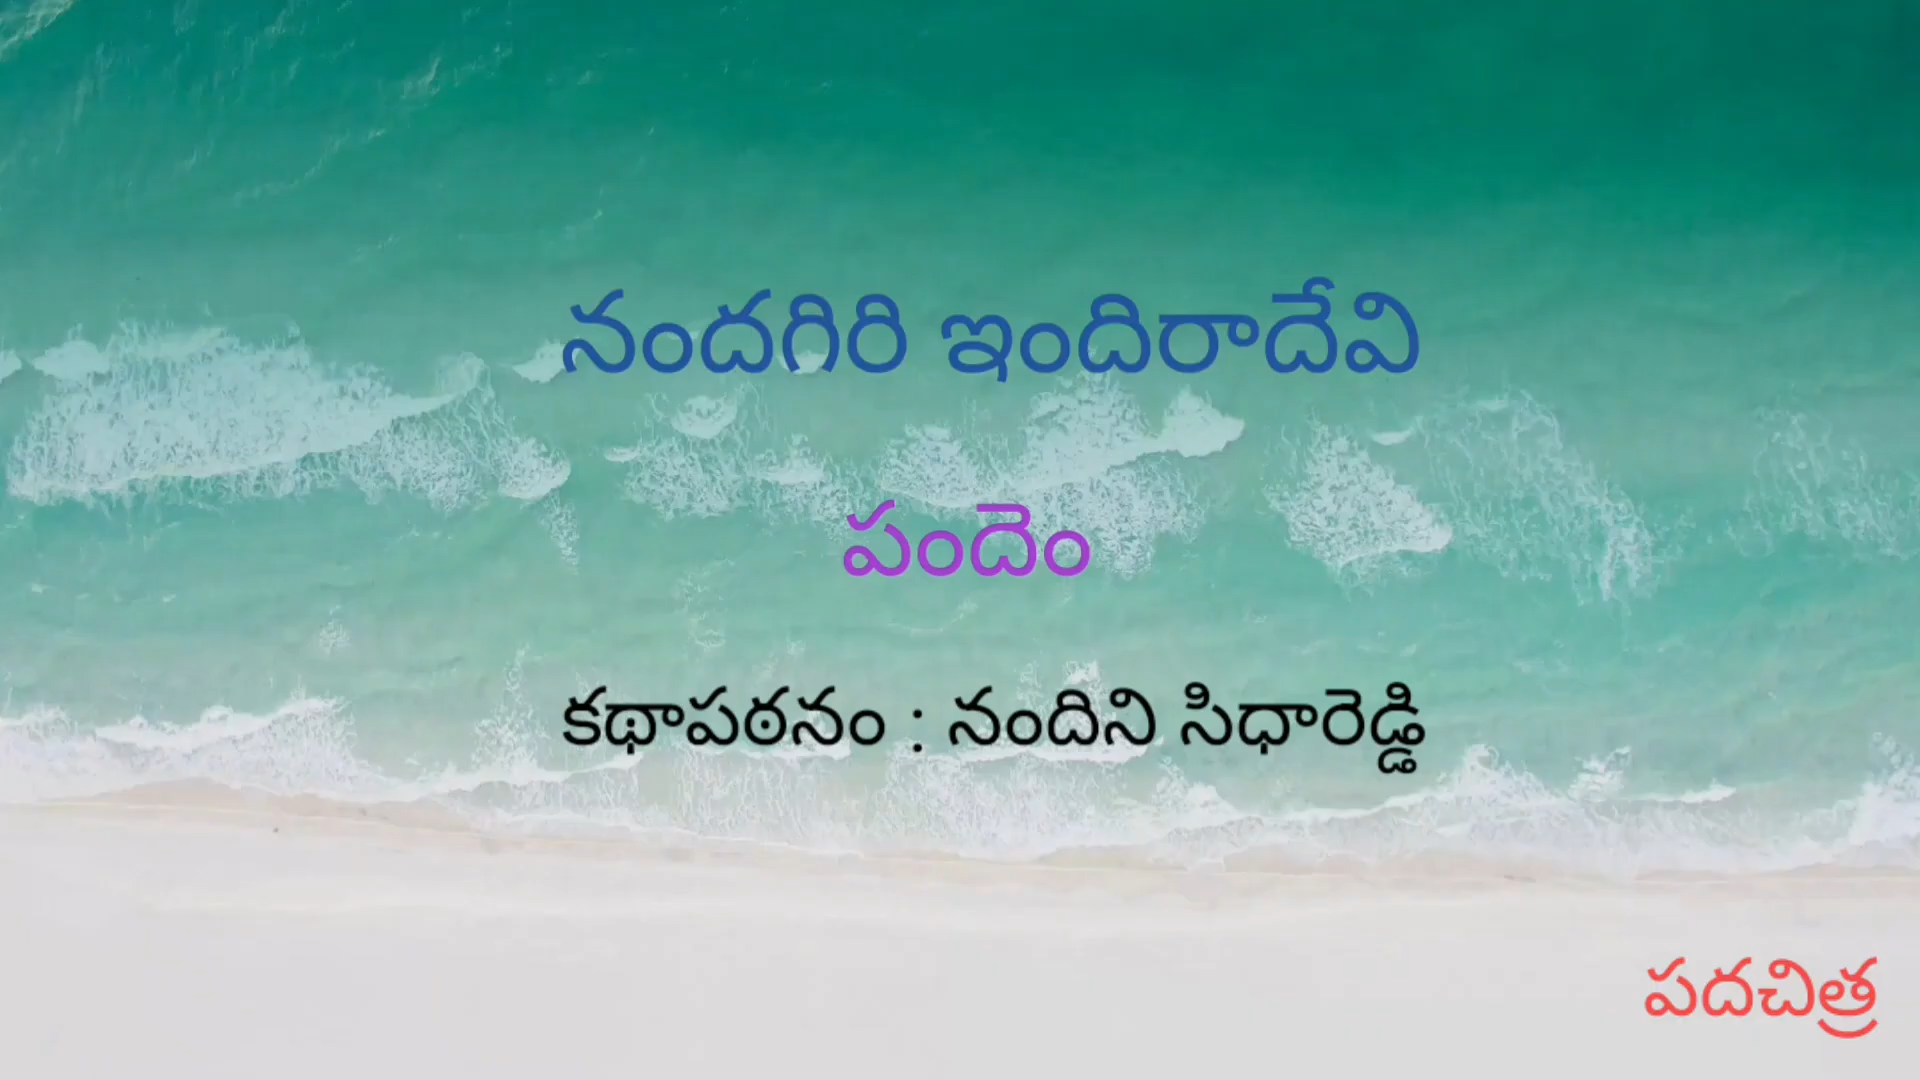 నందగిరి ఇందిరాదేవి
పందెం
కథాపఠనం : నందిని సిధారెడ్డి
పదచిత్ర